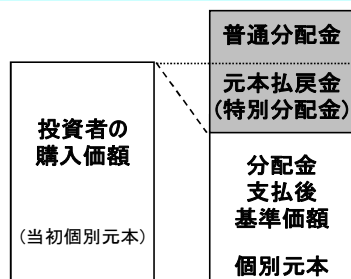 普通分配金
元本払戻金
(特別分配金)
投資者の
購入価額
(当初個別元本)
分配金
支払後
基準価額
個別元本